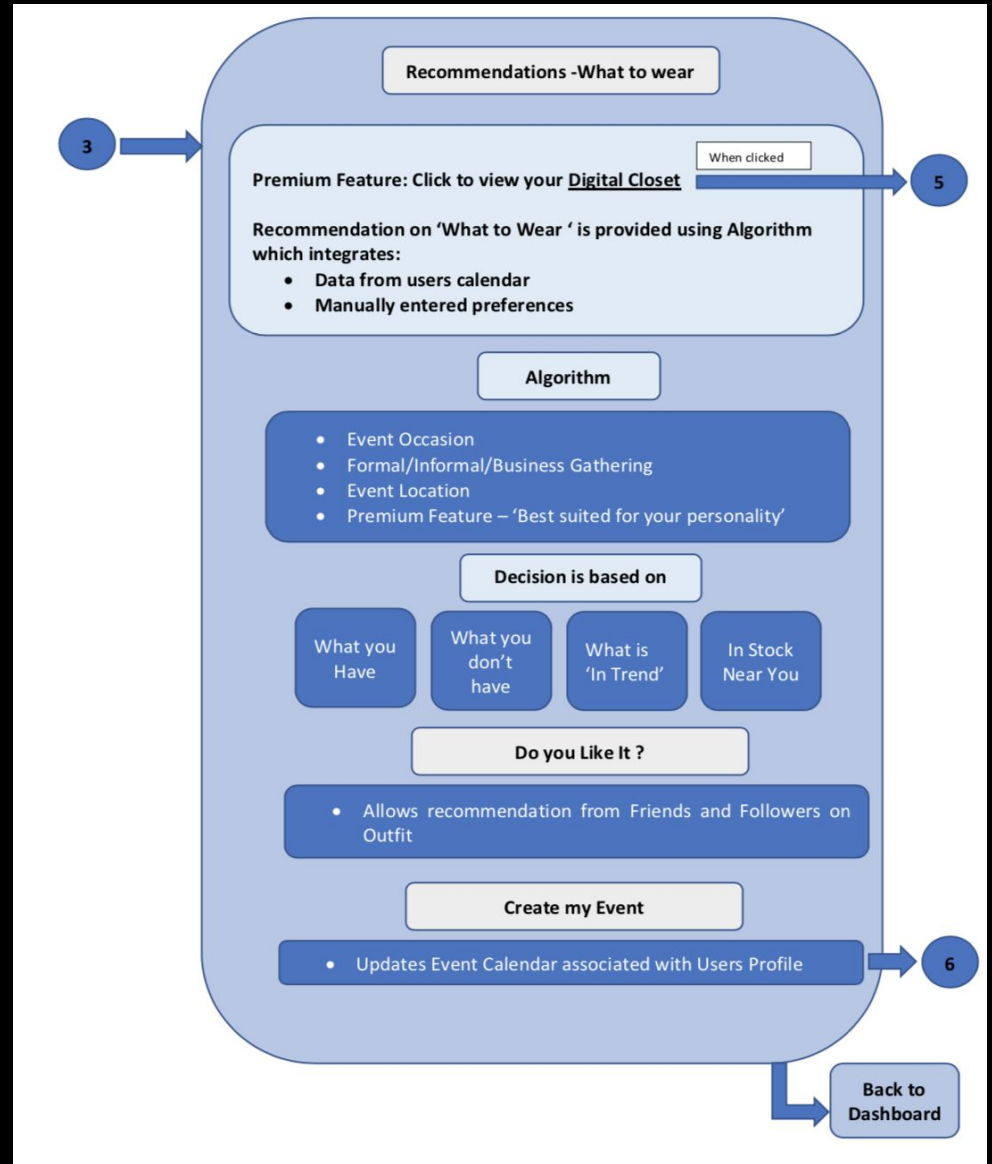 Recommendations -What to wear
3
When clicked
Premium Feature: Click to view your Digital Closet
5
Recommendation on ‘What to Wear ‘ is provided using Algorithm
which integrates:
• Data from users calendar
• Manually entered preferences
Algorithm
• Event Occasion
• Formal/Informal/Business Gathering
• Event Location
• Premium Feature – ‘Best suited for your personality’
Decision is based on
What you
Have
What you
don’t
have
What is
‘In Trend’
In Stock
Near You
Do you Like It ?
• Allows recommendation from Friends and Followers on
Outfit
Create my Event
• Updates Event Calendar associated with Users Profile
6
Back to
Dashboard